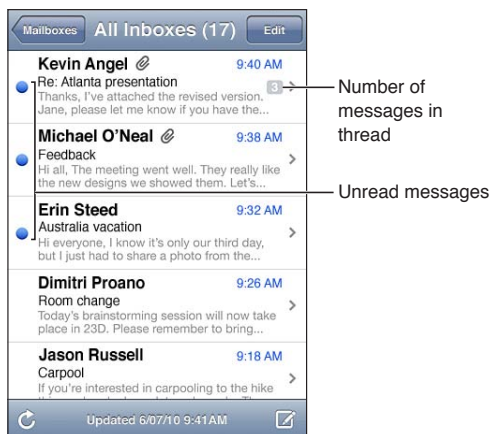 Mailboxes All Inboxes (17) Edit
Kevin Angel 9:40 AM
Re: Atlanta presentation
Thanks, I've attached the revised version. 3
Jane, please let me know if you have the...
Number of
messages in
thread
Michael O'Neal 9:38 AM
Feedback
Hi all, The meeting went well. They really like
the new designs we showed them. Let's...
Unread messages
Erin Steed 9:32 AM
Australia vacation
Hi everyone, I know it's only our third day,
but I just had to share a photo from the...
Dimitri Proano 9:26 AM
Room change
Today's brainstorming session will now take
place in 23D. Please remember to bring...
Jason Russell 9:18 AM
Carpool
If you're interested in carpooling to the hike
Updated 6/07/10 9:41AM